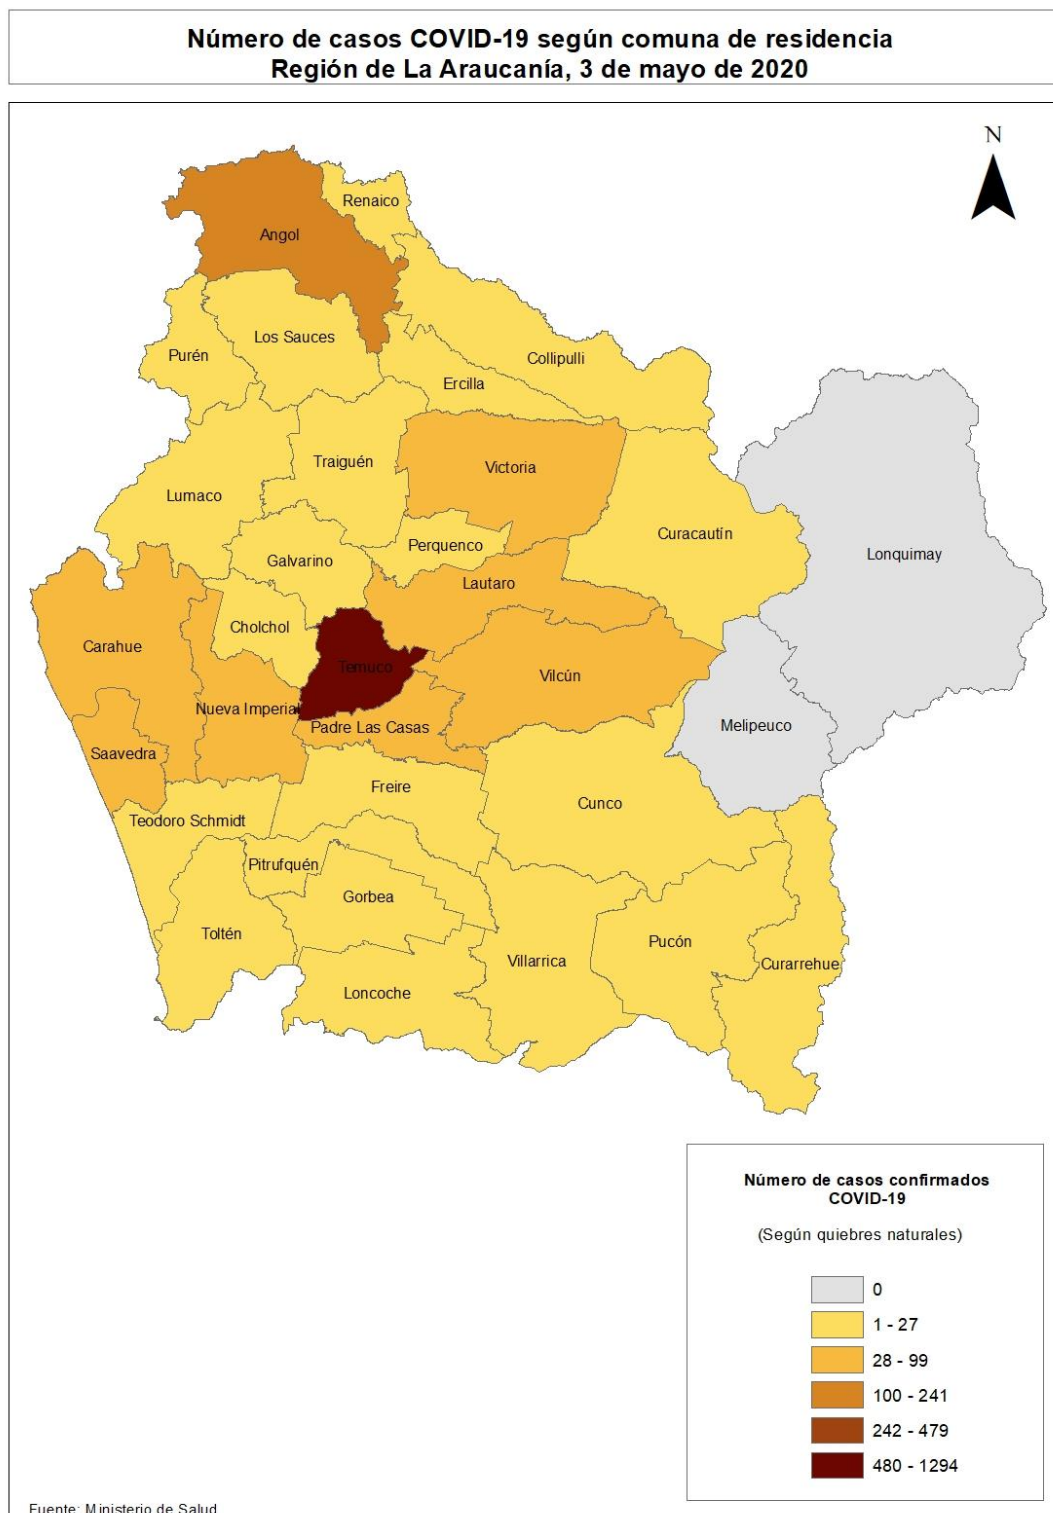 Número de casos COVID-19 según comuna de residencia
Región de La Araucanía, 3 de mayo de 2020
N
Renaico
Angol
Los Sauces
Purén
Collipulli
Ercilla
Traiguén
Victoria
Lumaco
Curacautín
Perquenco
Lonquimay
Galvarino
Lautaro
Cholchol
Carahue
Temuco
Vilcún
Nueva Imperial
Padre Las Casas
Melipeuco
Saavedra
Freire
Cunco
Teodoro Schmidt
Pitrufquén
Gorbea
Toltén
Pucón
Villarrica
Curarrehue
Loncoche
Número de casos confirmados
COVID-19
(Según quiebres naturales)
0
1 - 27
28 - 99
100 - 241
242 - 479
480 - 1294
Fuente: Ministerio de Salud